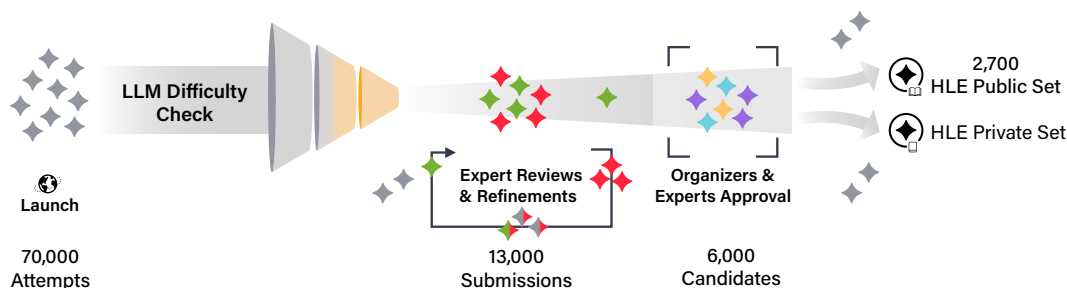 LLM Difficulty
Check
Launch
70,000
Attempts
Expert Reviews
& Refinements
13,000
Submissions
Organizers &
Experts Approval
6,000
Candidates
2,700
HLE Public Set
HLE Private Set